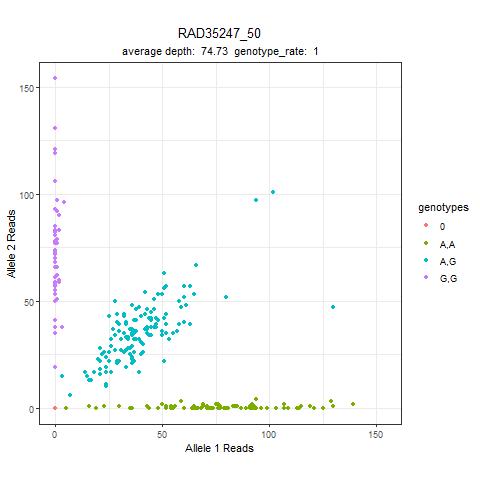 RAD35247_50
average depth: 74.73 genotype_rate: 1
150
100
50
0
Allele 2 Reads
0
50
100
150
Allele 1 Reads
genotypes
0
A,A
A,G
G,G